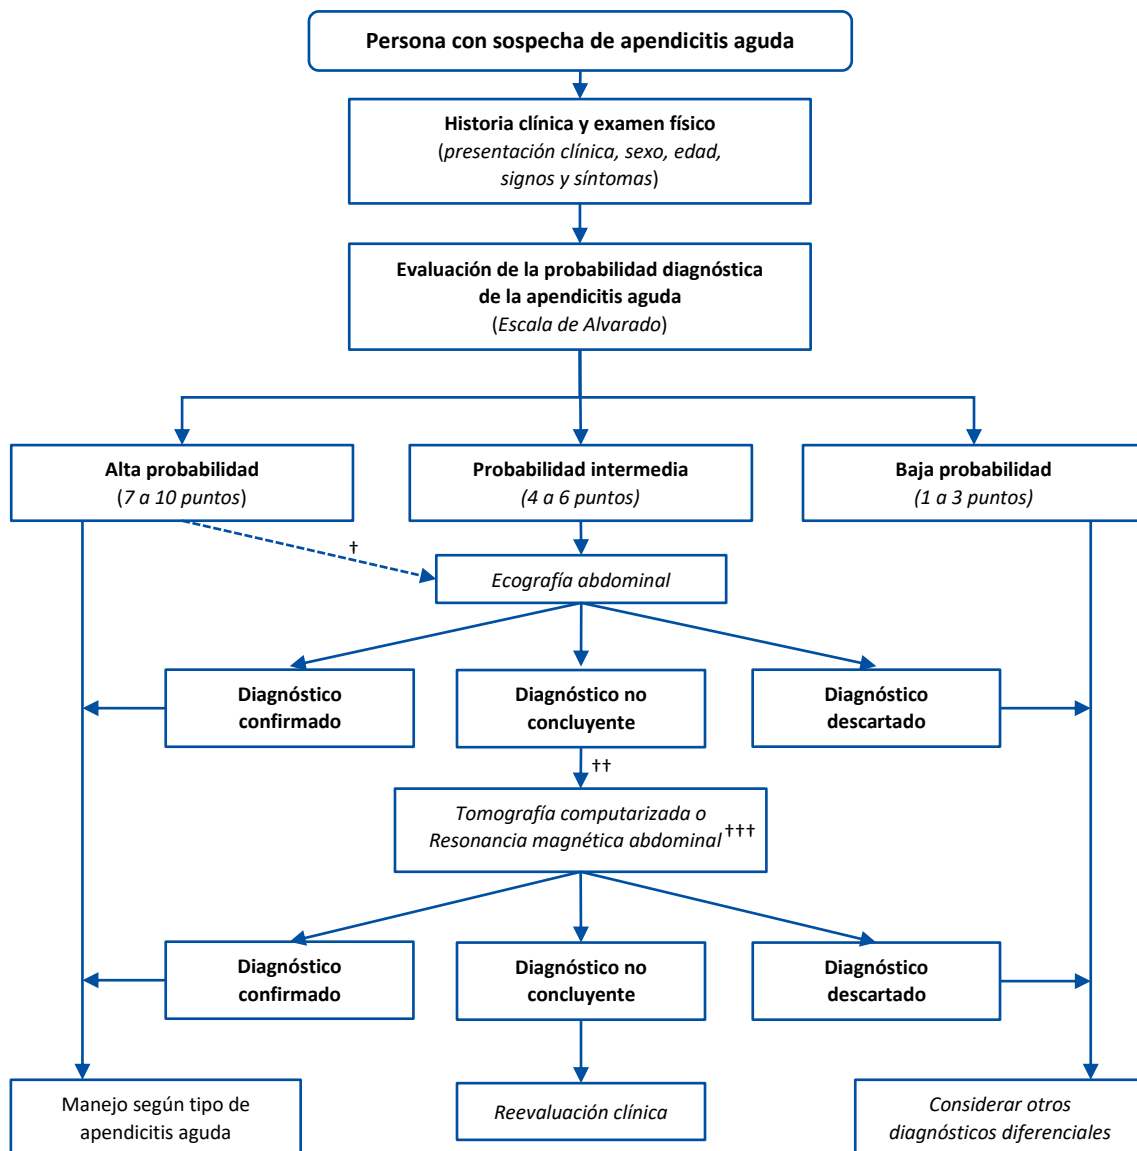 Persona con sospecha de apendicitis aguda
Historia clínica y examen físico
(presentación clínica, sexo, edad,
signos y síntomas)
Evaluación de la probabilidad diagnóstica
de la apendicitis aguda
(Escala de Alvarado)
Alta probabilidad
(7 a 10 puntos)
Probabilidad intermedia
(4 a 6 puntos)
Baja probabilidad
(1 a 3 puntos)
†
Ecografía abdominal
Diagnóstico
confirmado
Diagnóstico no
concluyente
Diagnóstico
descartado
††
Tomografía computarizada o
Resonancia magnética abdominal†††
Diagnóstico
confirmado
Diagnóstico no
concluyente
Diagnóstico
descartado
Manejo según tipo de
apendicitis aguda
Reevaluación clínica
Considerar otros
diagnósticos diferenciales